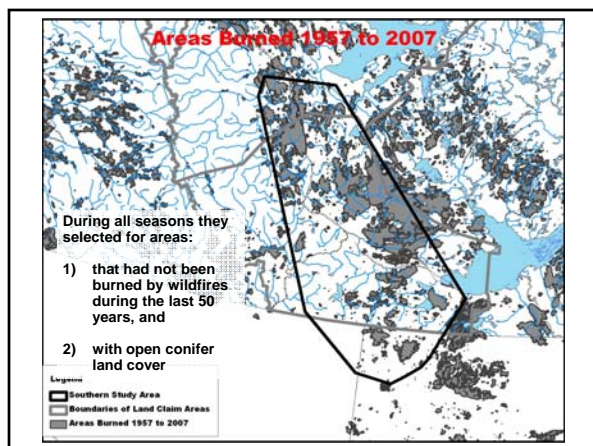 Areas Burned 1957 to 2007
During all seasons they
selected for areas:
1) that had not been
burned by wildfires
during the last 50
years, and
2) with open conifer
land cover
Legend
Southern Study Area
Boundaries of Land Claim Areas
Areas Burned 1957 to 2007